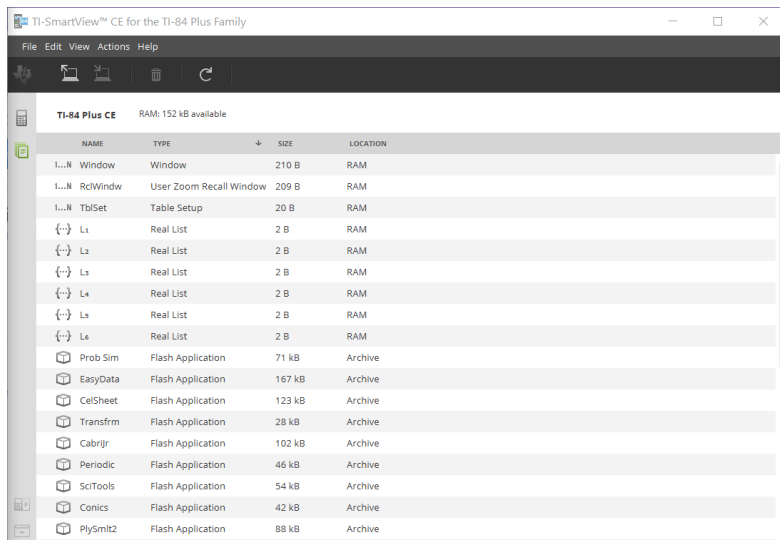 TI-SmartView™ CE for the TI-84 Plus Family
File Edit View Actions Help
TI-84 Plus CE RAM: 152 kB available
NAME TYPE SIZE LOCATION
1...N Window Window 210 B RAM
1...N RclWindw User Zoom Recall Window 209 B RAM
1...N TblSet Table Setup 20 B RAM
{···} L₁ Real List 2 B RAM
{···} L₂ Real List 2 B RAM
{···} L₃ Real List 2 B RAM
{···} L₄ Real List 2 B RAM
{···} L₅ Real List 2 B RAM
{···} L₆ Real List 2 B RAM
Prob Sim Flash Application 71 kB Archive
EasyData Flash Application 167 kB Archive
CelSheet Flash Application 123 kB Archive
Transfrm Flash Application 28 kB Archive
CabriJr Flash Application 102 kB Archive
Periodic Flash Application 46 kB Archive
SciTools Flash Application 54 kB Archive
Conics Flash Application 42 kB Archive
PlySmlt2 Flash Application 88 kB Archive